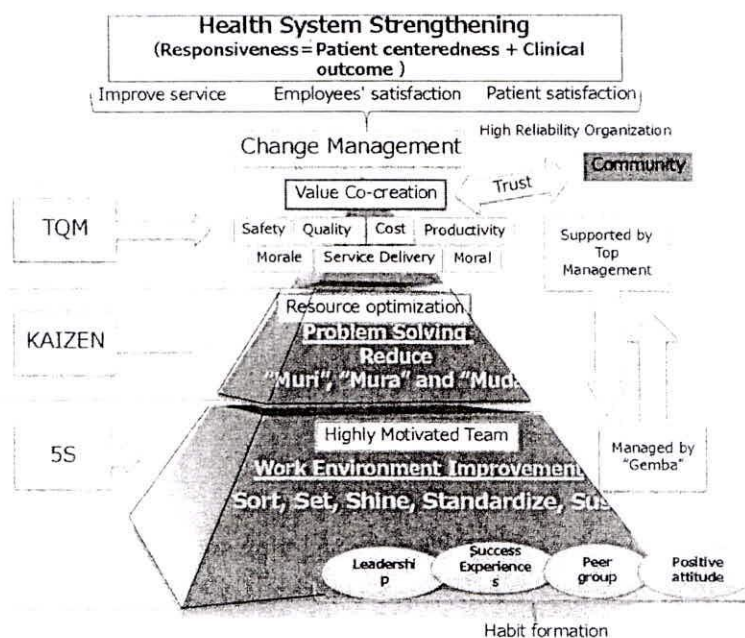 Health System Strengthening
(Responsiveness= Patient centeredness + Clinical
outcome )
Improve service
Employees' satisfaction
Patient satisfaction
Change Management
High Reliability Organization
Community
Trust
Value Co-creation
TQM
Safety
Quality
Cost
Productivity
Morale
Service Delivery
Moral
Supported by
Top
Management
KAIZEN
Resource optimization
Problem Solving
Reduce
"Muri", "Mura" and "Muda
5S
Highly Motivated Team
Work Environment Improvement
Sort, Set, Shine, Standardize, Sus
Managed by
"Gemba"
Leadershi
p
Success
Experience
s
Peer
group
Positive
attitude
Habit formation